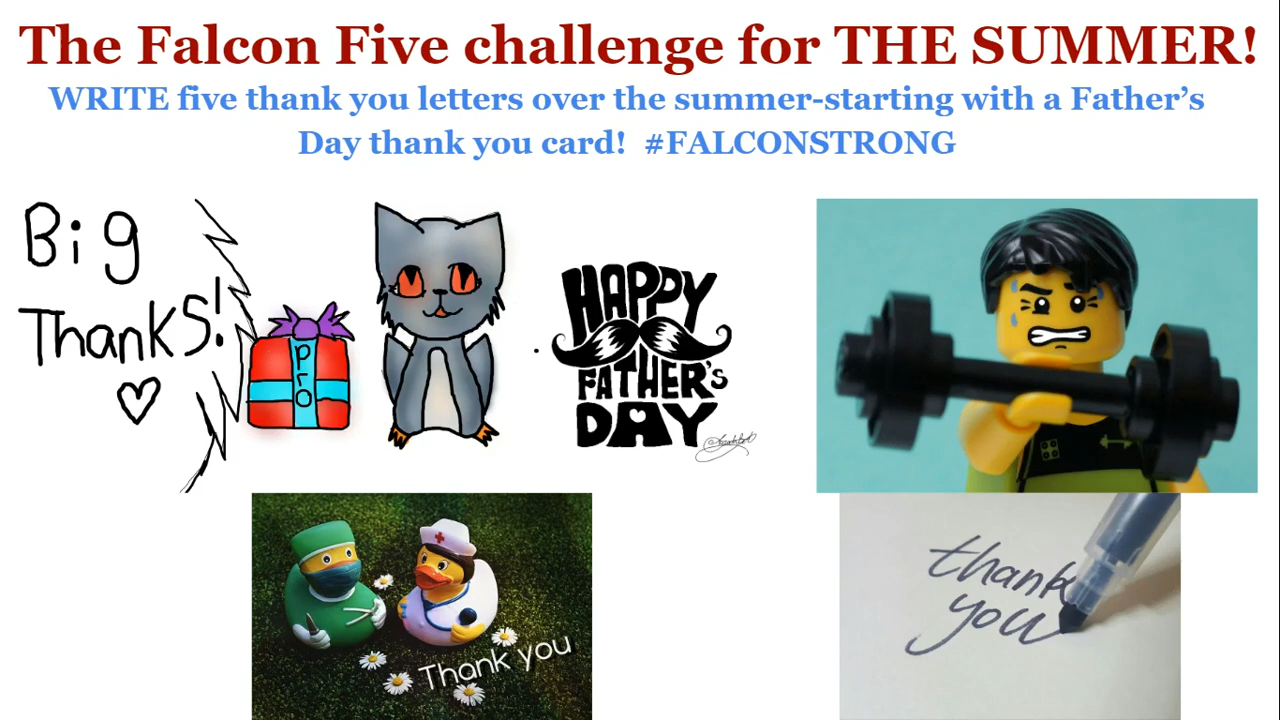 The Falcon Five challenge for THE SUMMER!
WRITE five thank you letters over the summer-starting with a Father’s
Day thank you card!  #FALCONSTRONG
Big
Thanks!
pro
HAPPY
FATHER'S
DAY
Thank you
thank
you